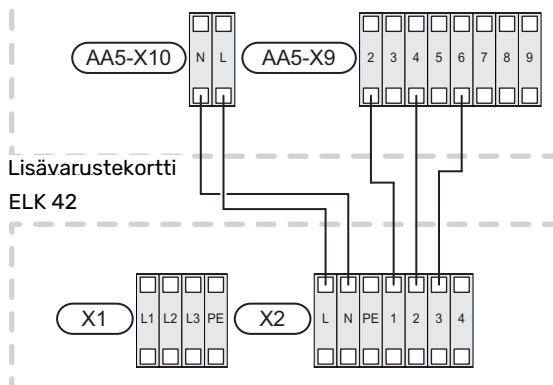 AA5-X10 N L AA5-X9 2 3 4 5 6 7 8 9
Lisävarustekortti
ELK 42
X1 L1 L2 L3 PE X2 L N PE 1 2 3 4